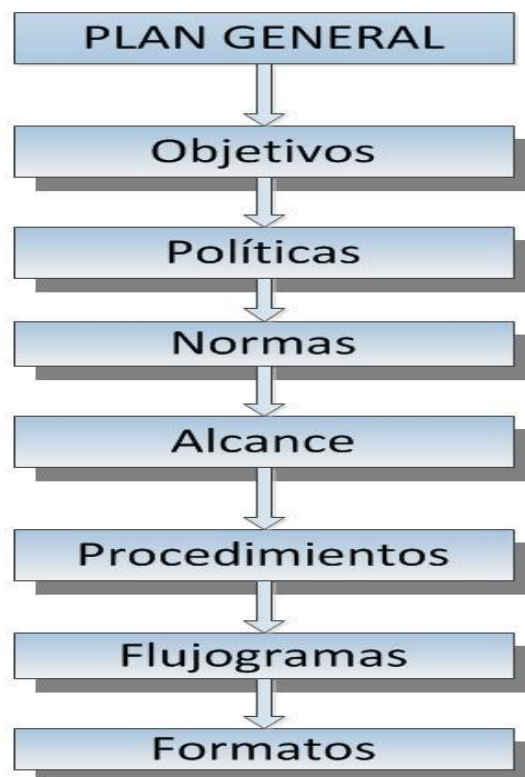 PLAN GENERAL
Objetivos
Políticas
Normas
Alcance
Procedimientos
Flujogramas
Formatos